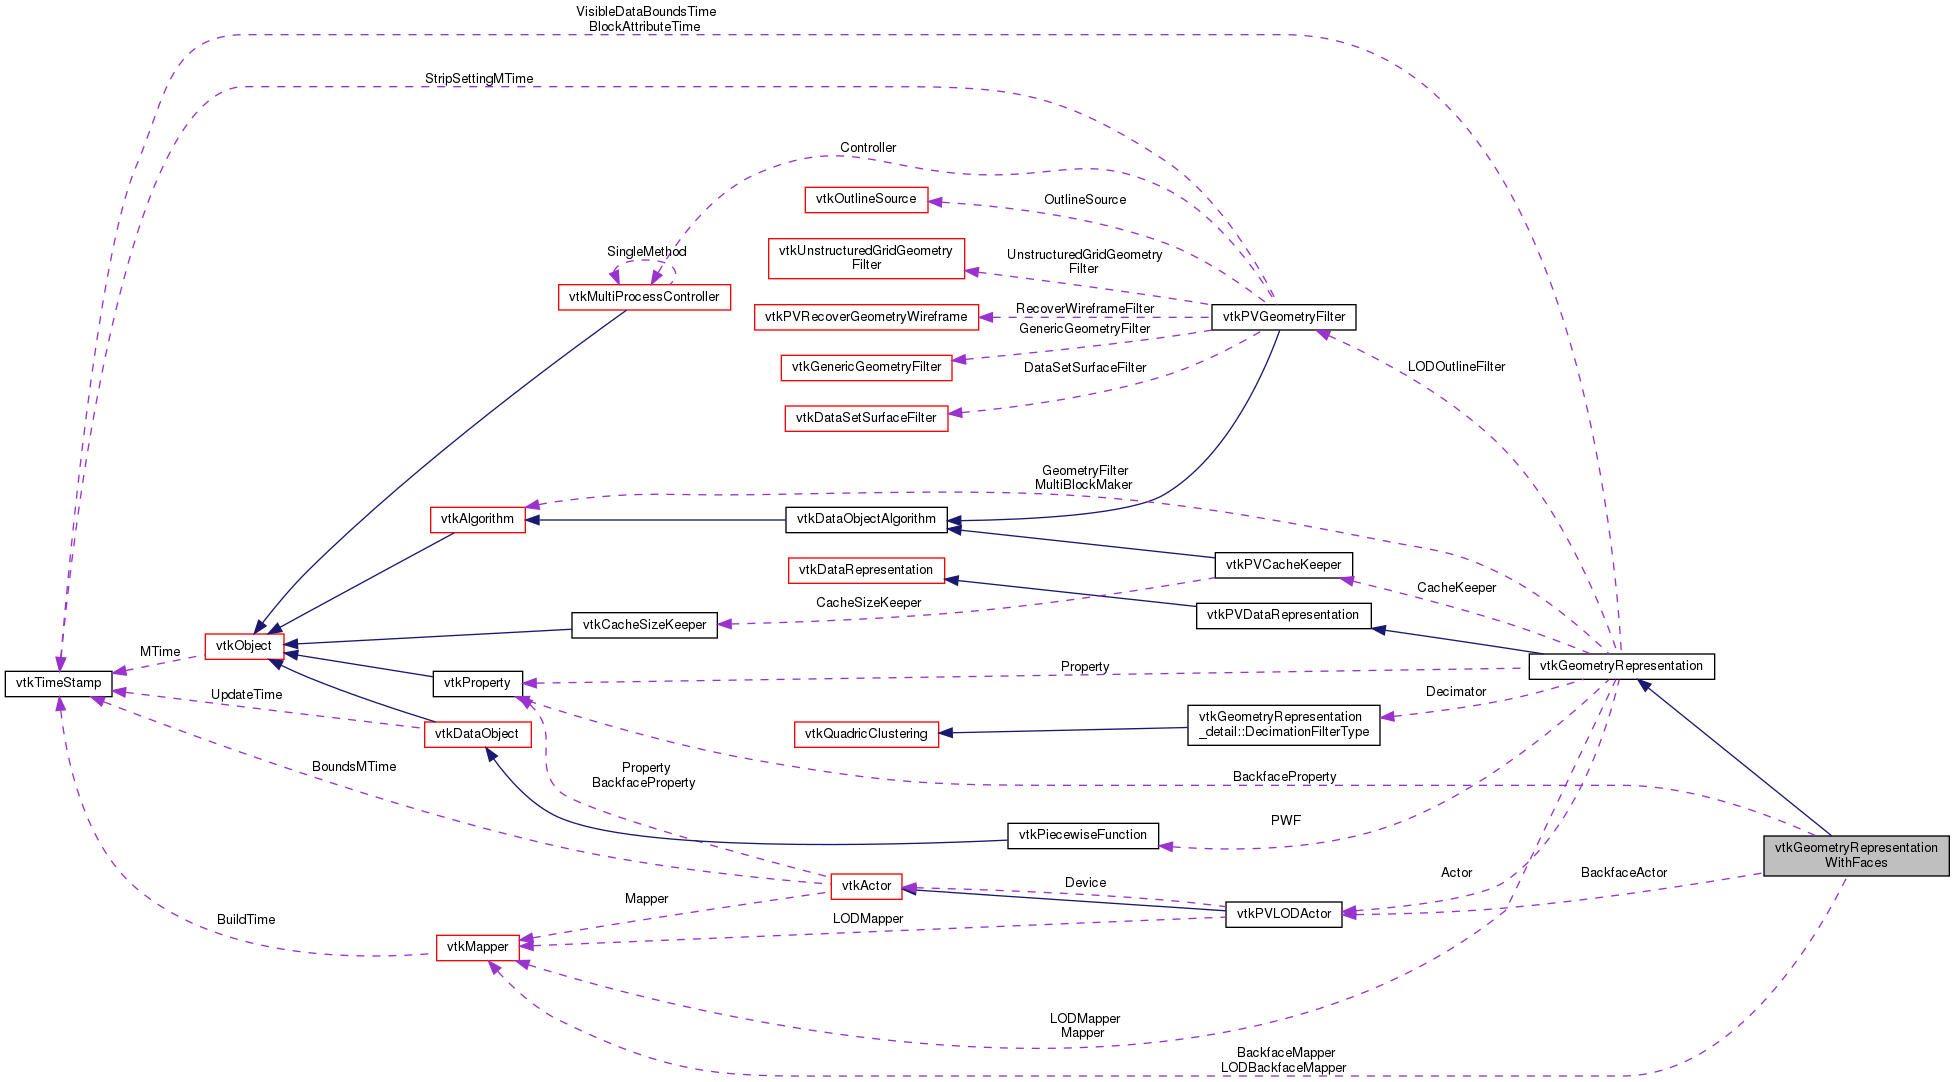 VisibleDataBoundsTime
BlockAttributeTime
StripSettingMTime
Controller
vtkOutlineSource
OutlineSource
SingleMethod
vtkUnstructuredGridGeometry
Filter
UnstructuredGridGeometry
Filter
vtkMultiProcessController
vtkPVRecoverGeometryWireframe
RecoverWireframeFilter
vtkPVGeometryFilter
GenericGeometryFilter
vtkGenericGeometryFilter
DataSetSurfaceFilter
LODOutlineFilter
vtkDataSetSurfaceFilter
GeometryFilter
MultiBlockMaker
vtkAlgorithm
vtkDataObjectAlgorithm
vtkDataRepresentation
vtkPVCacheKeeper
CacheKeeper
CacheSizeKeeper
vtkCacheSizeKeeper
vtkPVDataRepresentation
vtkObject
MTime
vtkTimeStamp
vtkProperty
Property
vtkGeometryRepresentation
UpdateTime
Decimator
vtkDataObject
vtkQuadricClustering
vtkGeometryRepresentation
_detail::DecimationFilterType
BoundsMTime
Property
BackfaceProperty
BackfaceProperty
PWF
vtkPiecewiseFunction
vtkGeometryRepresentation
WithFaces
vtkActor
Device
Actor
BackfaceActor
Mapper
LODMapper
vtkPVLODActor
BuildTime
vtkMapper
LODMapper
Mapper
BackfaceMapper
LODBackfaceMapper